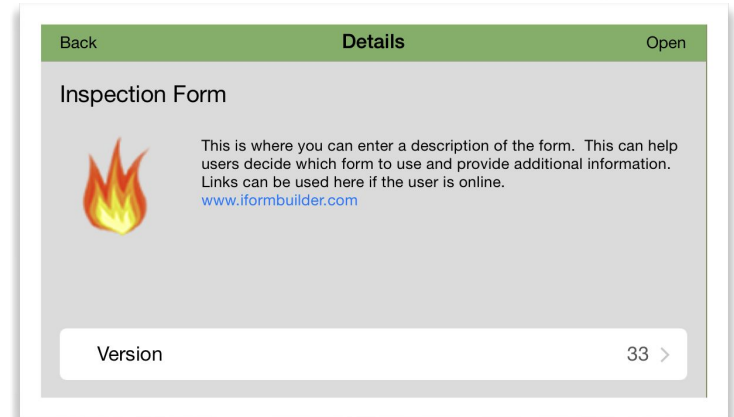 Back Details Open
Inspection Form
This is where you can enter a description of the form. This can help
users decide which form to use and provide additional information.
Links can be used here if the user is online.
www.iformbuilder.com
Version 33